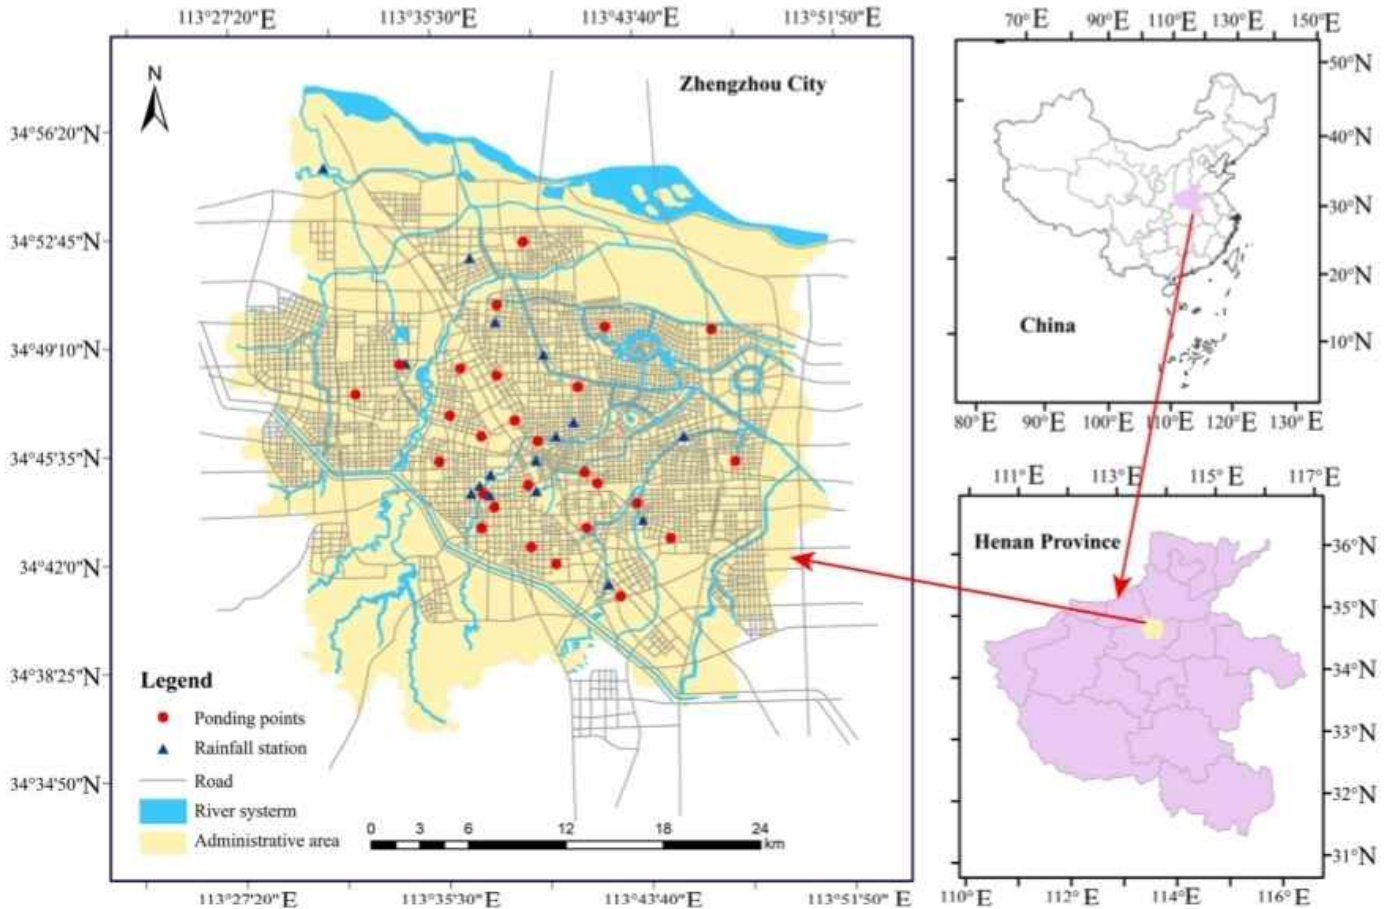 113°27'20"E 113°35'30"E 113°43'40"E 113°51'50"E
70°E 90°E 110°E 130°E 150°E
N
Zhengzhou City
50°N
34°56'20"N
40°N
34°52'45"N
30°N
20°N
China
34°49'10"N
10°N
80°E 90°E 100°E 110°E 120°E 130°E
34°45'35"N
111°E 113°E 115°E 117°E
Henan Province
36°N
34°42'0"N
35°N
34°38'25"N
34°N
Legend
Ponding points
33°N
Rainfall station
34°34'50"N
Road
32°N
River systerm
0 3 6 12 18 24
Administrative area
km
31°N
113°27'20"E 113°35'30"E 113°43'40"E 113°51'50"E
110°E 112°E 114°E 116°E